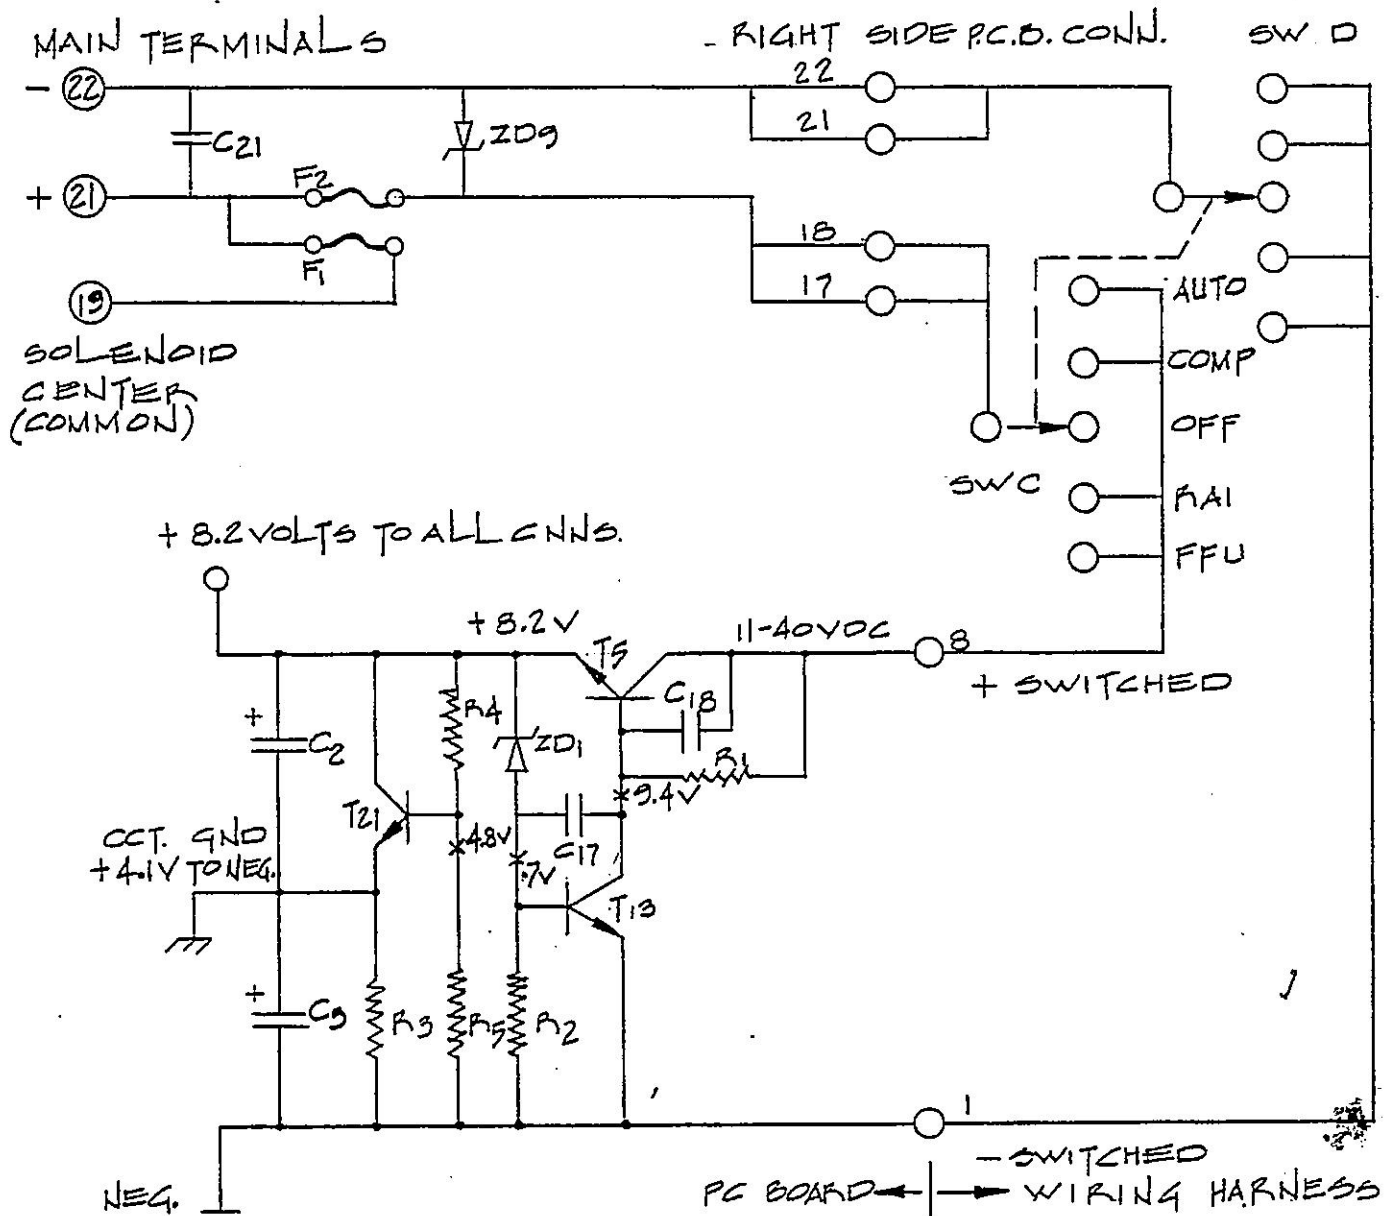 MAIN TERMINALS
RIGHT SIDE P.C.B. CONN.
SW D
- 22
22
C21
ZD9
21
+ 21
F2
18
F1
17
19
AUTO
SOLENOID
CENTER
(COMMON)
COMP
OFF
SWC
RAI
FFU
+ 8.2 VOLTS TO ALL CNNS.
+8.2V
T5
11-40VDC
8
+ SWITCHED
C18
R4
+
C2
ZD1
R1
9.4V
T21
4.8V
C17
CCT. GND
+4.1V TO NEG.
.7V
T13
+
C3
R3
R5
R2
1
- SWITCHED
NEG.
PC BOARD
WIRING HARNESS